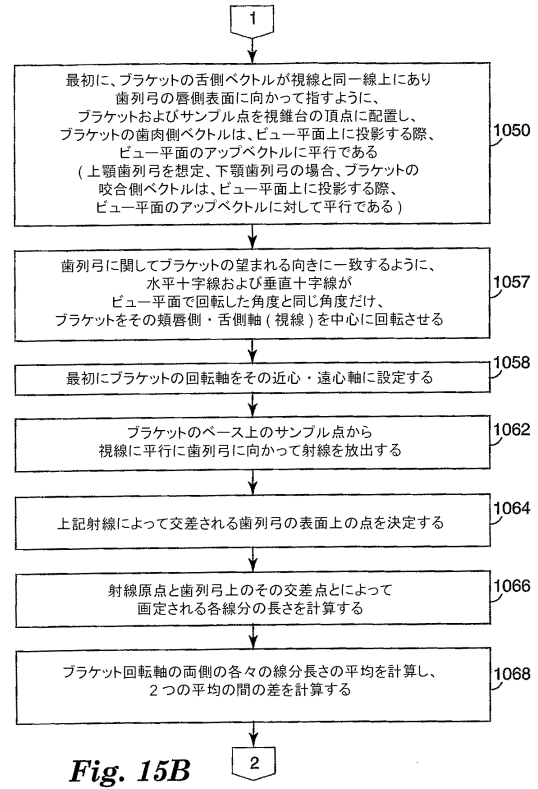 1
最初に、ブラケットの舌側ベクトルが視線と同一線上にあり
歯列弓の唇側表面に向かって指すように、
ブラケットおよびサンプル点を視錐台の頂点に配置し、
ブラケットの歯肉側ベクトルは、ビュー平面上に投影する際、
ビュー平面のアップベクトルに平行である
(上顎歯列弓を想定、下顎歯列弓の場合、ブラケットの
咬合側ベクトルは、ビュー平面上に投影する際、
ビュー平面のアップベクトルに対して平行である)
1050
歯列弓に関してブラケットの望まれる向きに一致するように、
水平十字線および垂直十字線が
ビュー平面で回転した角度と同じ角度だけ、
ブラケットをその頬唇側・舌側軸(視線)を中心に回転させる
1057
最初にブラケットの回転軸をその近心・遠心軸に設定する
1058
ブラケットのベース上のサンプル点から
視線に平行に歯列弓に向かって射線を放出する
1062
上記射線によって交差される歯列弓の表面上の点を決定する
1064
射線原点と歯列弓上のその交差点とによって
画定される各線分の長さを計算する
1066
ブラケット回転軸の両側の各々の線分長さの平均を計算し、
2つの平均の間の差を計算する
1068
2
Fig. 15B